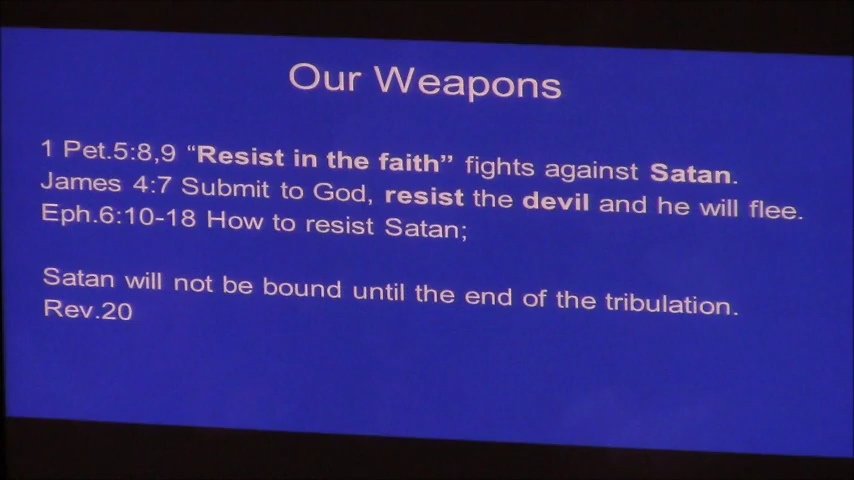 Our Weapons
1 Pet.5:8,9 “Resist in the faith” fights against Satan.
James 4:7 Submit to God, resist the devil and he will flee.
Eph.6:10-18 How to resist Satan;
Satan will not be bound until the end of the tribulation.
Rev.20